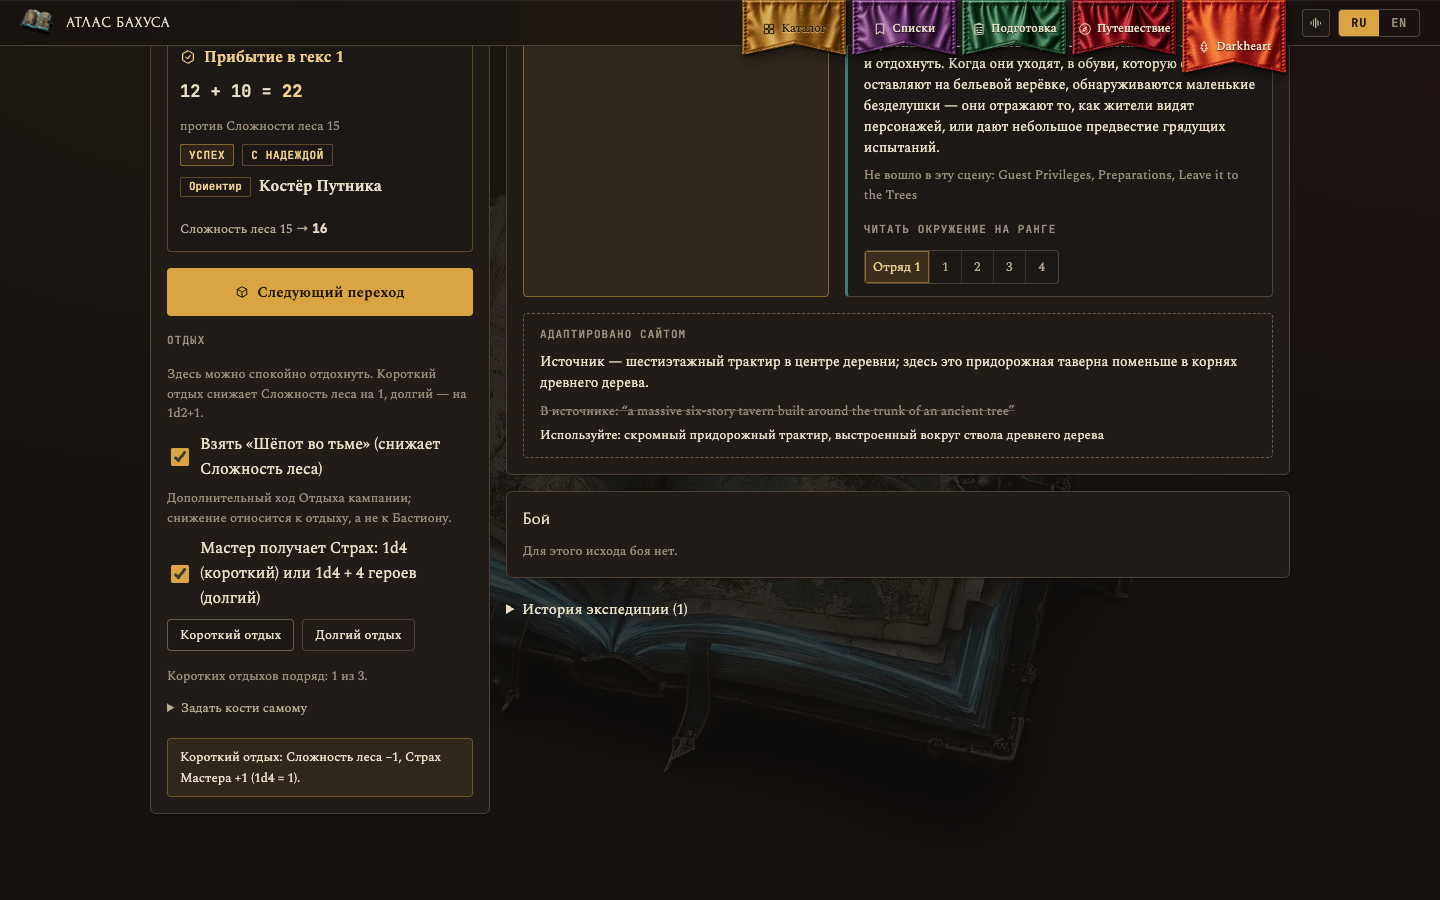 АТЛАС БАХУСА
Каталог
Списки
Подготовка
Путешествие
Darkheart
RU
EN
Прибытие в гекс 1
12 + 10 = 22
против Сложности леса 15
УСПЕХ
С НАДЕЖДОЙ
Ориентир
Костёр Путника
Сложность леса 15 → 16
Следующий переход
ОТДЫХ
Здесь можно спокойно отдохнуть. Короткий
отдых снижает Сложность леса на 1, долгий — на
1d2+1.
Взять «Шёпот во тьме» (снижает
Сложность леса)
Дополнительный ход Отдыха кампании;
снижение относится к отдыху, а не к Бастиону.
Мастер получает Страх: 1d4
(короткий) или 1d4 + 4 героев
(долгий)
Короткий отдых
Долгий отдых
Коротких отдыхов подряд: 1 из 3.
Задать кости самому
Короткий отдых: Сложность леса −1, Страх
Мастера +1 (1d4 = 1).
и отдохнуть. Когда они уходят, в обуви, которую
оставляют на бельевой верёвке, обнаруживаются маленькие
безделушки — они отражают то, как жители видят
персонажей, или дают небольшое предвестие грядущих
испытаний.
Не вошло в эту сцену: Guest Privileges, Preparations, Leave it to
the Trees
ЧИТАТЬ ОКРУЖЕНИЕ НА РАНГЕ
Отряд 1
1
2
3
4
АДАПТИРОВАНО САЙТОМ
Источник — шестиэтажный трактир в центре деревни; здесь это придорожная таверна поменьше в корнях
древнего дерева.
В источнике: “a massive six-story tavern built around the trunk of an ancient tree”
Используйте: скромный придорожный трактир, выстроенный вокруг ствола древнего дерева
Бой
Для этого исхода боя нет.
История экспедиции (1)